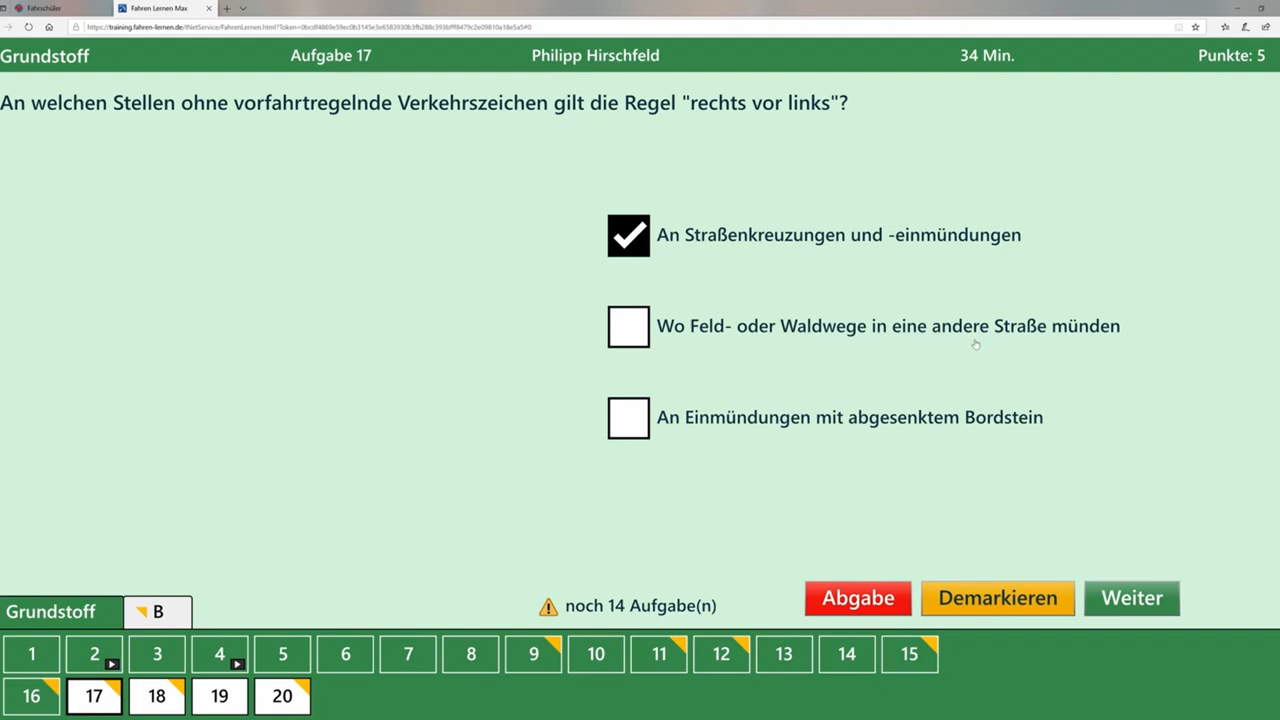 Fahrschüler
Fahren Lernen Max
Grundstoff
Aufgabe 17
Philipp Hirschfeld
34 Min.
Punkte: 5
An welchen Stellen ohne vorfahrtregelnde Verkehrszeichen gilt die Regel "rechts vor links"?
An Straßenkreuzungen und -einmündungen
Wo Feld- oder Waldwege in eine andere Straße münden
An Einmündungen mit abgesenktem Bordstein
Grundstoff
B
noch 14 Aufgabe(n)
Abgabe
Demarkieren
Weiter
1 2 3 4 5 6 7 8 9 10 11 12 13 14 15
16 17 18 19 20